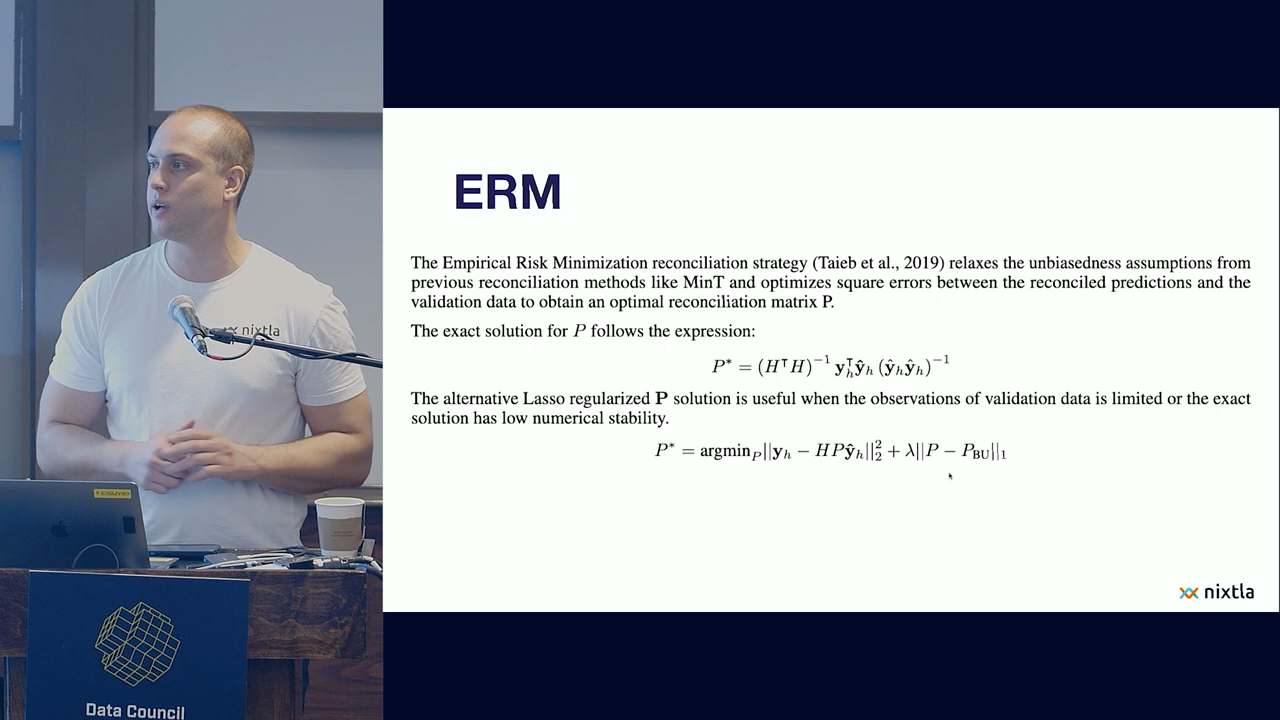 ERM
The Empirical Risk Minimization reconciliation strategy (Taieb et al., 2019) relaxes the unbiasedness assumptions from
previous reconciliation methods like MinT and optimizes square errors between the reconciled predictions and the
validation data to obtain an optimal reconciliation matrix P.
The exact solution for P follows the expression:
P* = (H⊤H)⁻¹ y⊤ₕŷₕ (ŷₕŷₕ)⁻¹
The alternative Lasso regularized P solution is useful when the observations of validation data is limited or the exact
solution has low numerical stability.
P* = argmin_P||yₕ − HPŷₕ||²₂ + λ||P − P_BU||₁
nixtla
nixtla
Data Council